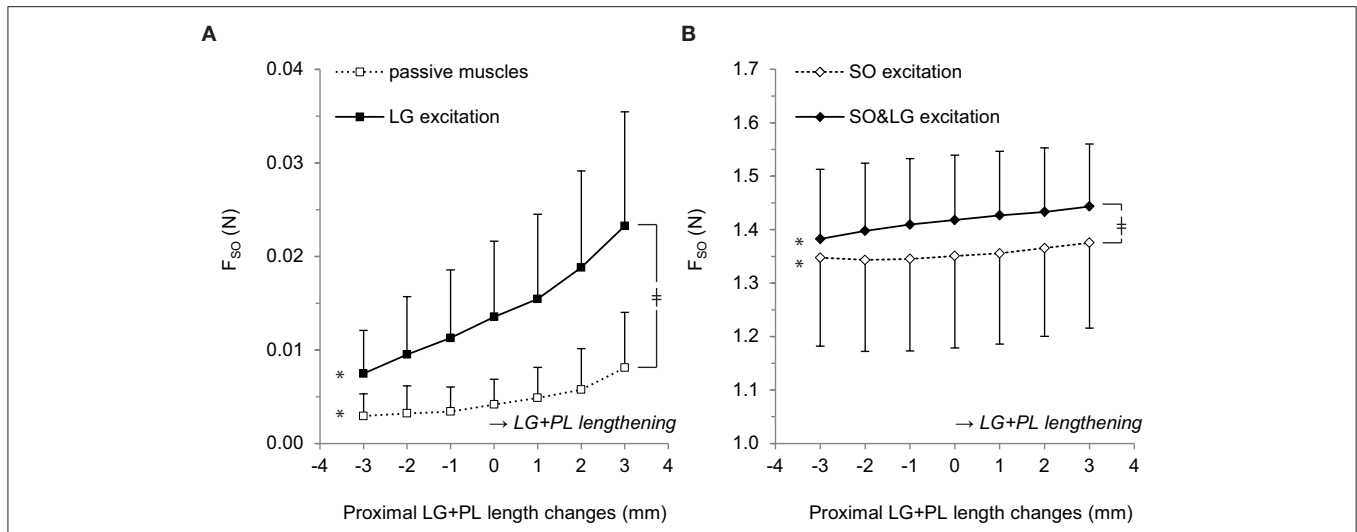 A
0.04
0.03
0.02
0.01
0.00
F_SO (N)
passive muscles
LG excitation
*
*
ǂ
→ LG+PL lengthening
-4 -3 -2 -1 0 1 2 3 4
Proximal LG+PL length changes (mm)
B
1.7
1.6
1.5
1.4
1.3
1.2
1.1
1.0
F_SO (N)
SO excitation
SO&LG excitation
*
*
ǂ
→ LG+PL lengthening
-4 -3 -2 -1 0 1 2 3 4
Proximal LG+PL length changes (mm)